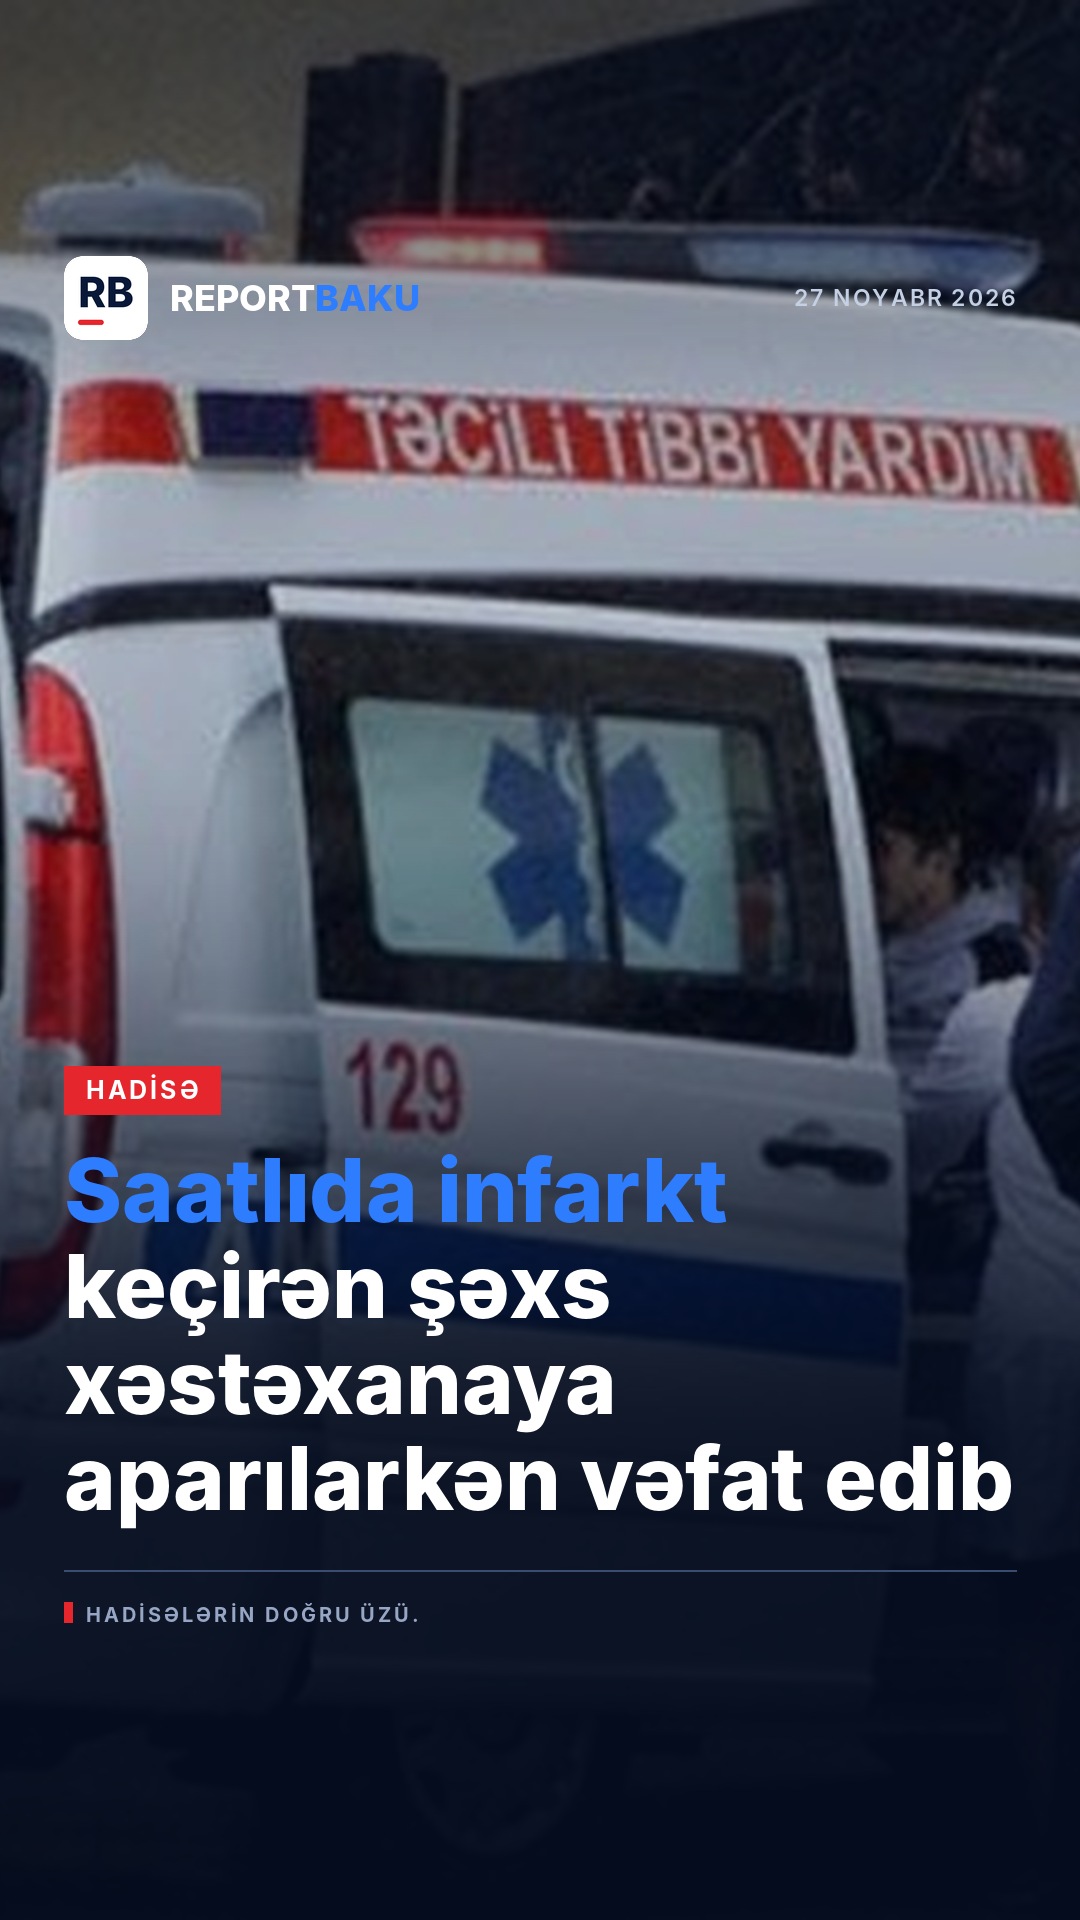 RB
REPORTBAKU
27 NOYABR 2026
TƏCİLİ TİBBİ YARDIM
129
HADİSƏ
Saatlıda infarkt
keçirən şəxs
xəstəxanaya
aparılarkən vəfat edib
HADİSƏLƏRİN DOĞRU ÜZÜ.